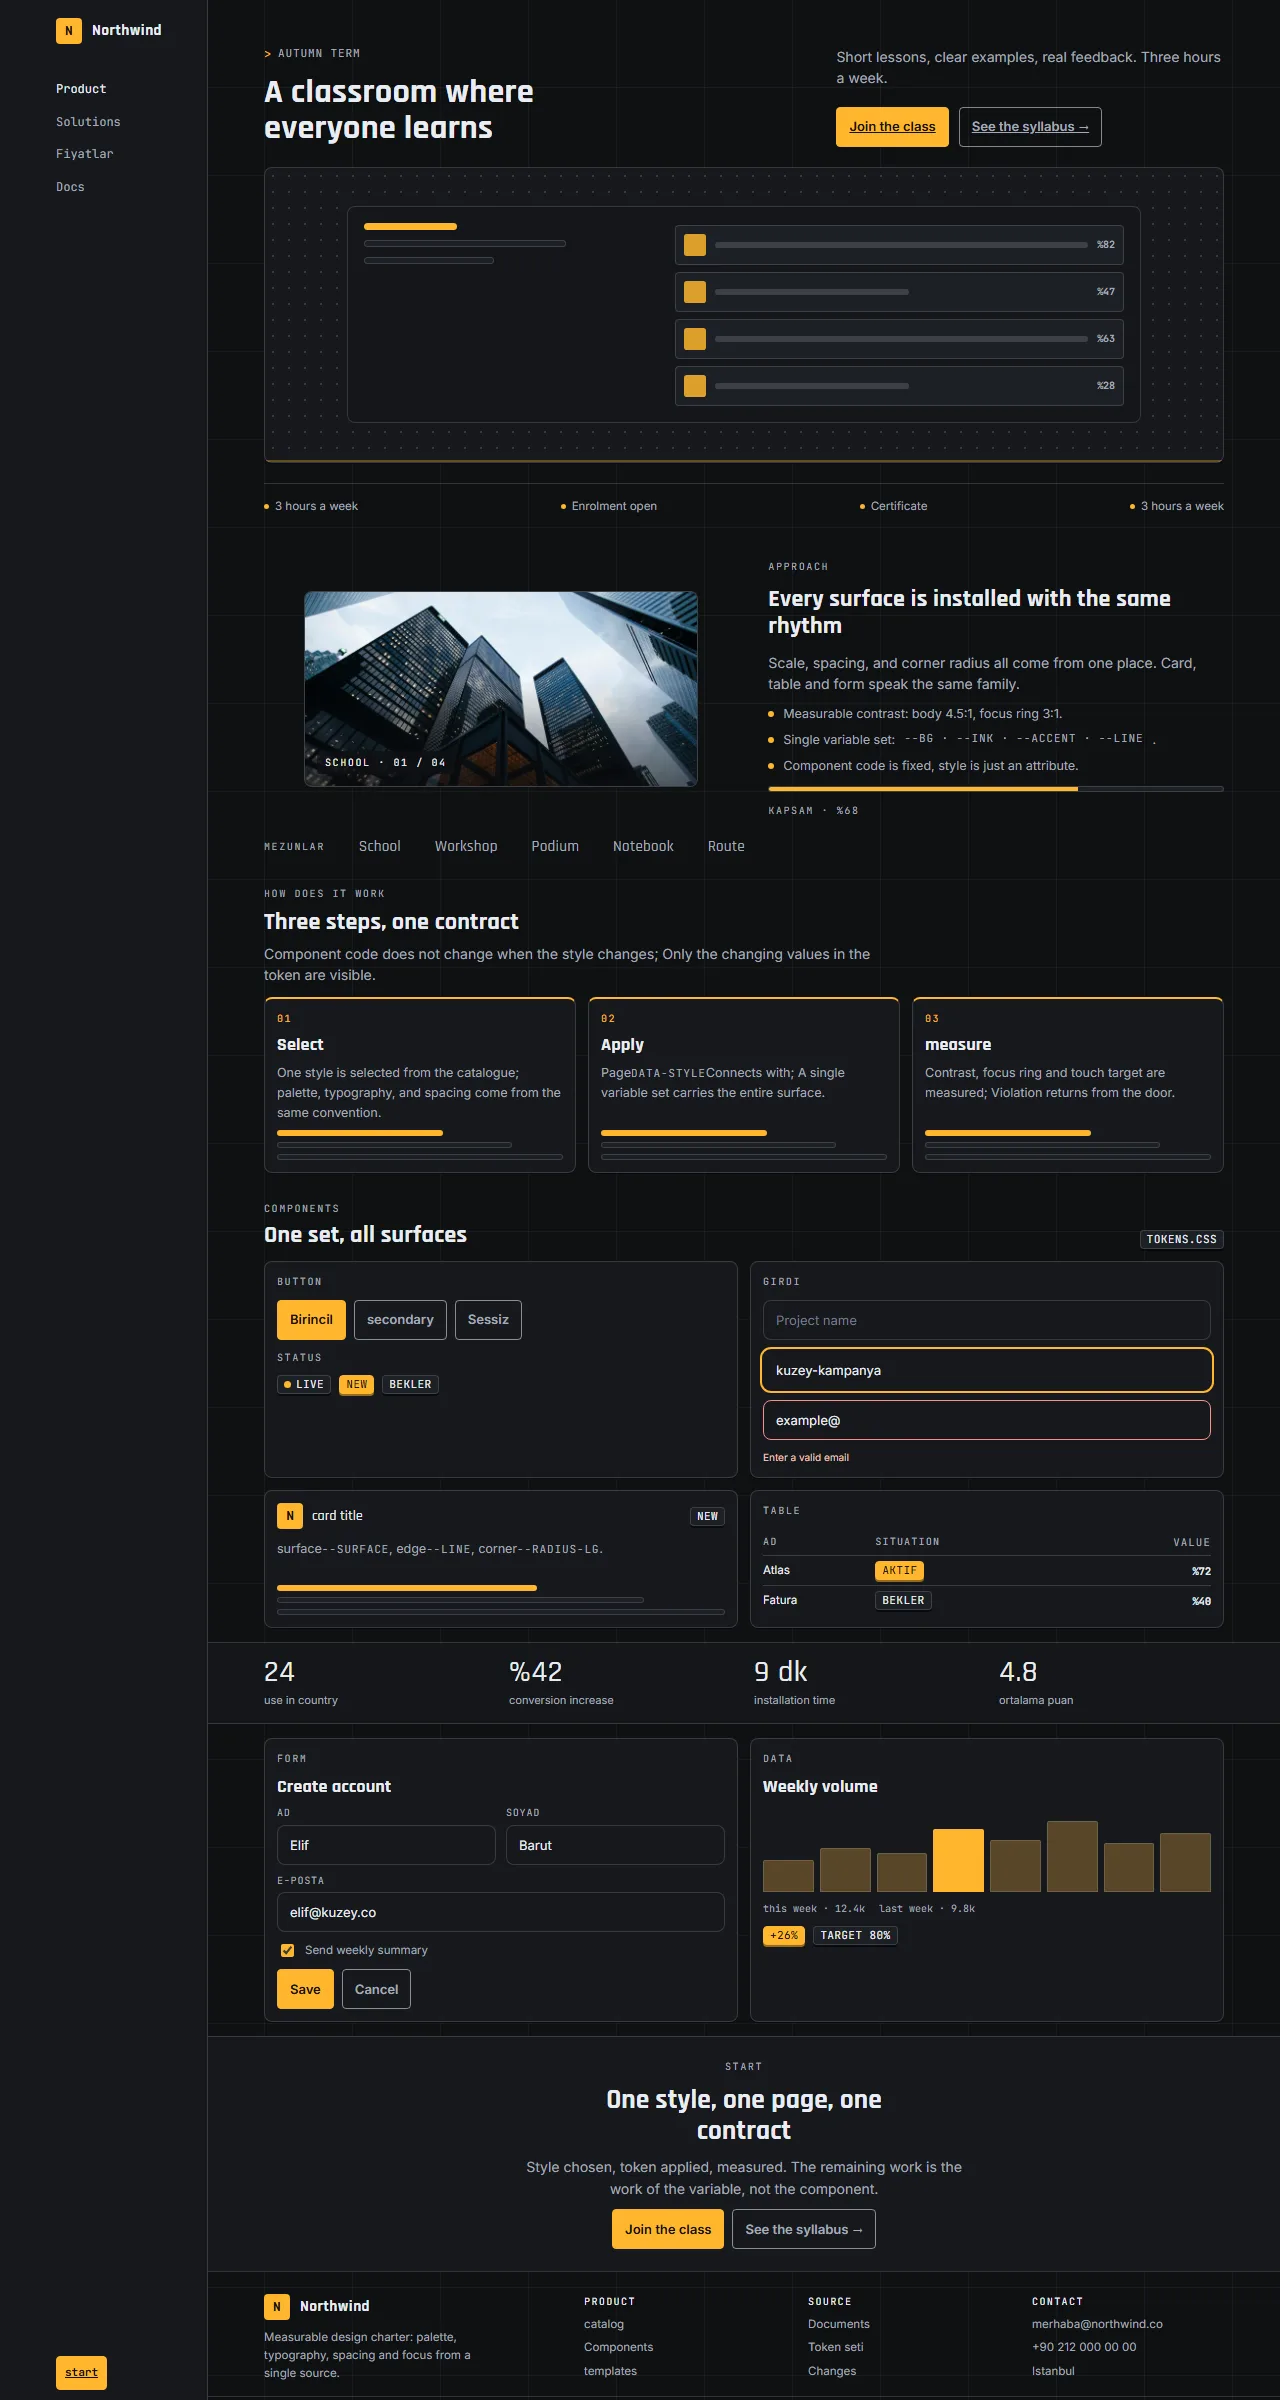 N Northwind
Product
Solutions
Fiyatlar
Docs
start
> AUTUMN TERM
A classroom where
everyone learns
Short lessons, clear examples, real feedback. Three hours
a week.
Join the class
See the syllabus →
%82
%47
%63
%28
3 hours a week
Enrolment open
Certificate
3 hours a week
SCHOOL · 01 / 04
APPROACH
Every surface is installed with the same
rhythm
Scale, spacing, and corner radius all come from one place. Card,
table and form speak the same family.
Measurable contrast: body 4.5:1, focus ring 3:1.
Single variable set: --BG · --INK · --ACCENT · --LINE .
Component code is fixed, style is just an attribute.
KAPSAM · %68
MEZUNLAR School Workshop Podium Notebook Route
HOW DOES IT WORK
Three steps, one contract
Component code does not change when the style changes; Only the changing values in the
token are visible.
01
Select
One style is selected from the catalogue;
palette, typography, and spacing come from the
same convention.
02
Apply
PageDATA-STYLEConnects with; A single
variable set carries the entire surface.
03
measure
Contrast, focus ring and touch target are
measured; Violation returns from the door.
COMPONENTS
One set, all surfaces
TOKENS.CSS
BUTTON
Birincil
secondary
Sessiz
STATUS
LIVE
NEW
BEKLER
GIRDI
Project name
kuzey-kampanya
example@
Enter a valid email
N card title
NEW
surface--SURFACE, edge--LINE, corner--RADIUS-LG.
TABLE
AD SITUATION VALUE
Atlas AKTIF %72
Fatura BEKLER %40
24
use in country
%42
conversion increase
9 dk
installation time
4.8
ortalama puan
FORM
Create account
AD
Elif
SOYAD
Barut
E-POSTA
elif@kuzey.co
Send weekly summary
Save
Cancel
DATA
Weekly volume
this week · 12.4k last week · 9.8k
+26%
TARGET 80%
START
One style, one page, one
contract
Style chosen, token applied, measured. The remaining work is the
work of the variable, not the component.
Join the class
See the syllabus →
N Northwind
Measurable design charter: palette,
typography, spacing and focus from a
single source.
PRODUCT
catalog
Components
templates
SOURCE
Documents
Token seti
Changes
CONTACT
merhaba@northwind.co
+90 212 000 00 00
Istanbul